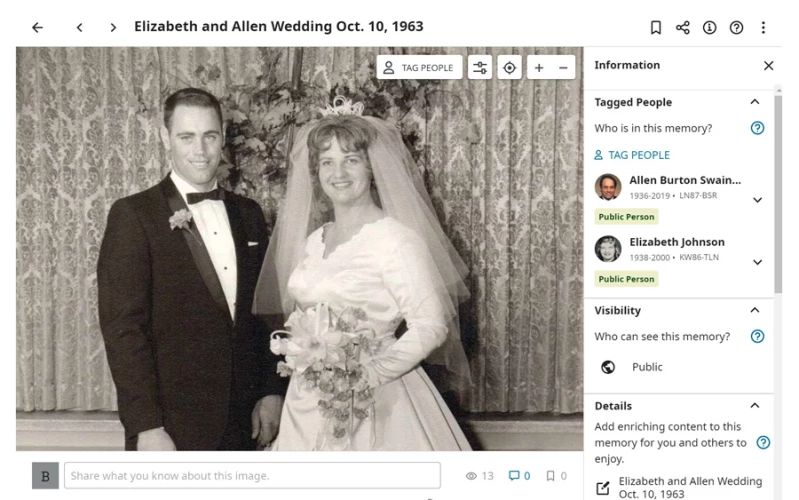 Elizabeth and Allen Wedding Oct. 10, 1963
TAG PEOPLE
Information
Tagged People
Who is in this memory?
TAG PEOPLE
Allen Burton Swain...
1936-2019 • LN87-BSR
Public Person
Elizabeth Johnson
1938-2000 • KW86-TLN
Public Person
Visibility
Who can see this memory?
Public
Details
Add enriching content to this
memory for you and others to
enjoy.
Elizabeth and Allen Wedding
Oct. 10, 1963
B
Share what you know about this image.
13
0
0